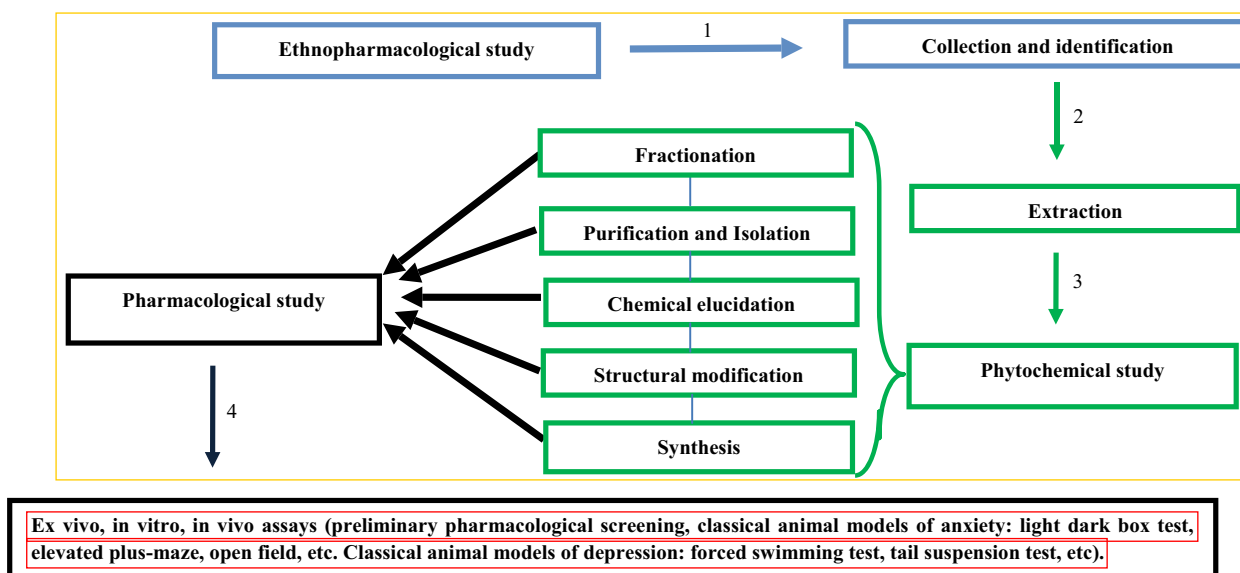 Ethnopharmacological study
1
Collection and identification
2
Fractionation
Extraction
Purification and Isolation
3
Pharmacological study
Chemical elucidation
Structural modification
Phytochemical study
4
Synthesis
Ex vivo, in vitro, in vivo assays (preliminary pharmacological screening, classical animal models of anxiety: light dark box test,
elevated plus-maze, open field, etc. Classical animal models of depression: forced swimming test, tail suspension test, etc).